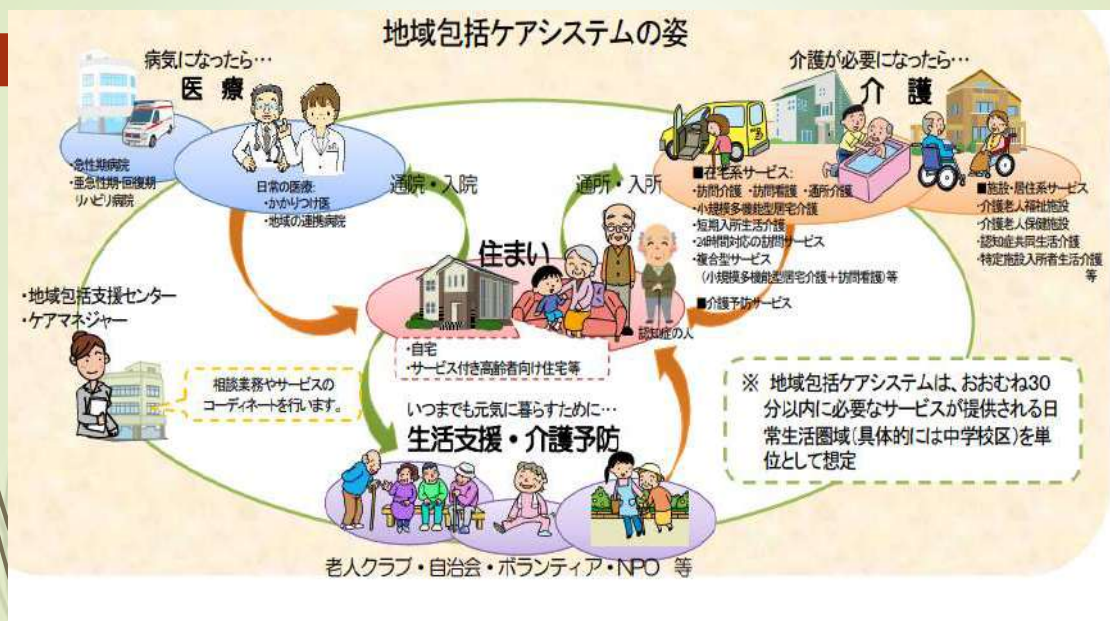 地域包括ケアシステムの姿
病気になったら…
医 療
介護が必要になったら…
介 護
・急性期病院
・亜急性期・回復期
リハビリ病院
日常の医療:
・かかりつけ医
・地域の連携病院
通院・入院
通所・入所
■在宅系サービス:
・訪問介護 ・訪問看護 ・通所介護
・小規模多機能型居宅介護
・短期入所生活介護
・24時間対応の訪問サービス
・複合型サービス
(小規模多機能型居宅介護+訪問看護)等
■介護予防サービス
■施設・居住系サービス
・介護老人福祉施設
・介護老人保健施設
・認知症共同生活介護
・特定施設入所者生活介護
等
住まい
認知症の人
・自宅
・サービス付き高齢者向け住宅等
・地域包括支援センター
・ケアマネジャー
相談業務やサービスの
コーディネートを行います。
いつまでも元気に暮らすために…
生活支援・介護予防
老人クラブ・自治会・ボランティア・NPO 等
※ 地域包括ケアシステムは、おおむね30
分以内に必要なサービスが提供される日
常生活圏域(具体的には中学校区)を単
位として想定